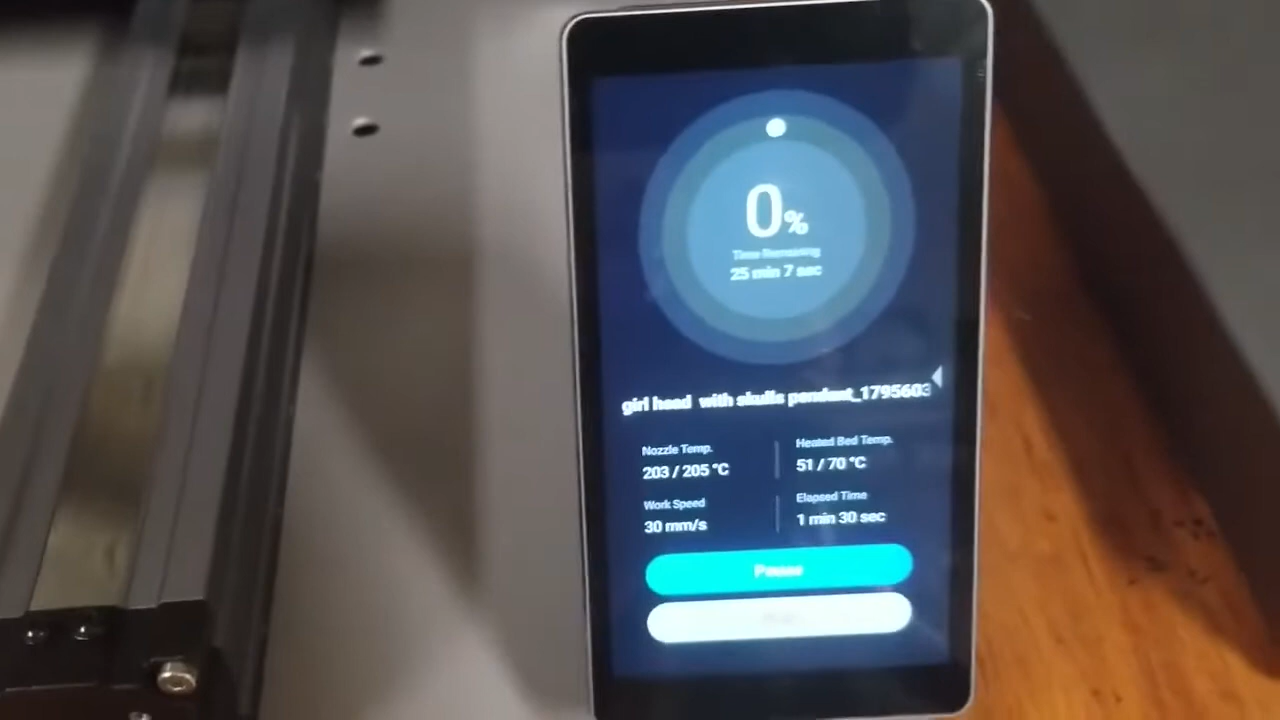 0%
Time Remaining
25 min 7 sec
girl head with skulls pendant_1795603
Nozzle Temp.
203 / 205 °C
Heated Bed Temp.
51 / 70 °C
Work Speed
30 mm/s
Elapsed Time
1 min 30 sec
Pause